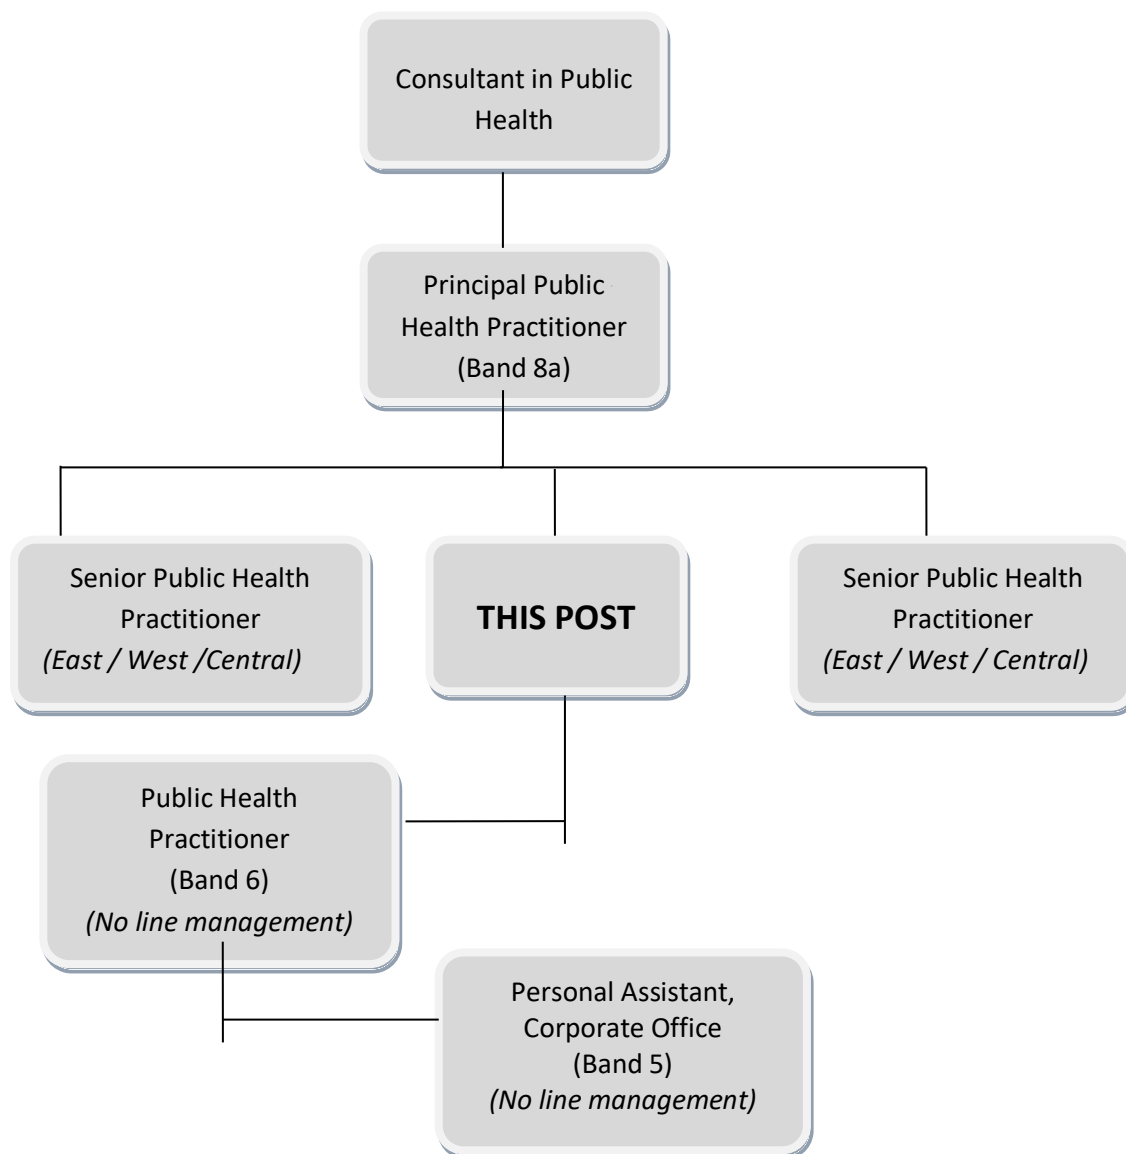 Consultant in Public
Health
Principal Public
Health Practitioner
(Band 8a)
Senior Public Health
Practitioner
(East / West /Central)
THIS POST
Senior Public Health
Practitioner
(East / West / Central)
Public Health
Practitioner
(Band 6)
(No line management)
Personal Assistant,
Corporate Office
(Band 5)
(No line management)